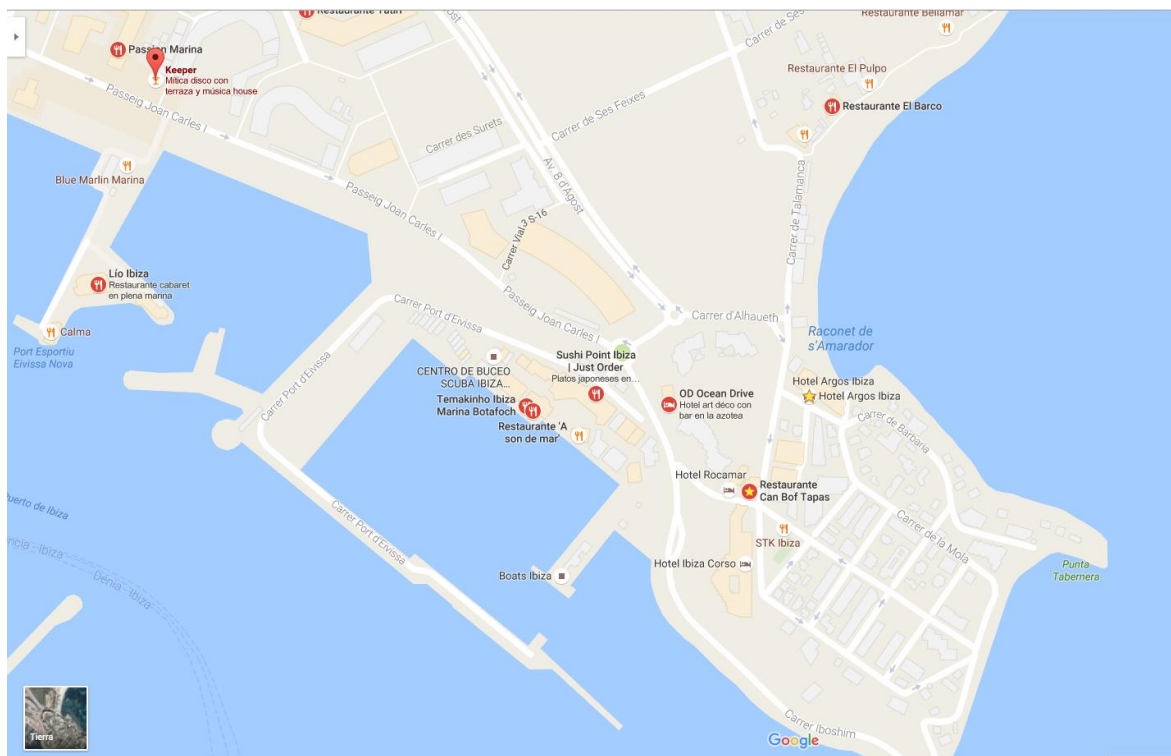 Restaurante Tatin
Restaurante Bellamar
Passion Marina
Keeper
Mítica disco con
terraza y música house
Passeig Joan Carles I
Carrer de Ses
Restaurante El Pulpo
Restaurante El Barco
Carrer de Ses Feixes
Carrer des Surets
Blue Marlin Marina
Av. 8 d'Agost
Passeig Joan Carles I
Carrer de Talamanca
Carrer Vial 3 S-16
Lío Ibiza
Restaurante cabaret
en plena marina
Calma
Port Esportiu
Eivissa Nova
Carrer Port d'Eivissa
Passeig Joan Carles I
Carrer d'Alhaueth
Raconet de
s'Amarador
Sushi Point Ibiza
| Just Order
Platos japoneses en...
CENTRO DE BUCEO
SCUBA IBIZA...
Carrer Port d'Eivissa
Temakinho Ibiza
Marina Botafoch
Restaurante 'A
son de mar'
OD Ocean Drive
Hotel art déco con
bar en la azotea
Hotel Argos Ibiza
Hotel Argos Ibiza
Carrer de Barbaria
Hotel Rocamar
Restaurante
Can Bof Tapas
STK Ibiza
Carrer de la Mola
Puerto de Ibiza
Carrer Port d'Eivissa
Hotel Ibiza Corso
Boats Ibiza
Punta
Tabernera
Dénia - Ibiza
Carrer Iboshim
Tierra
Google